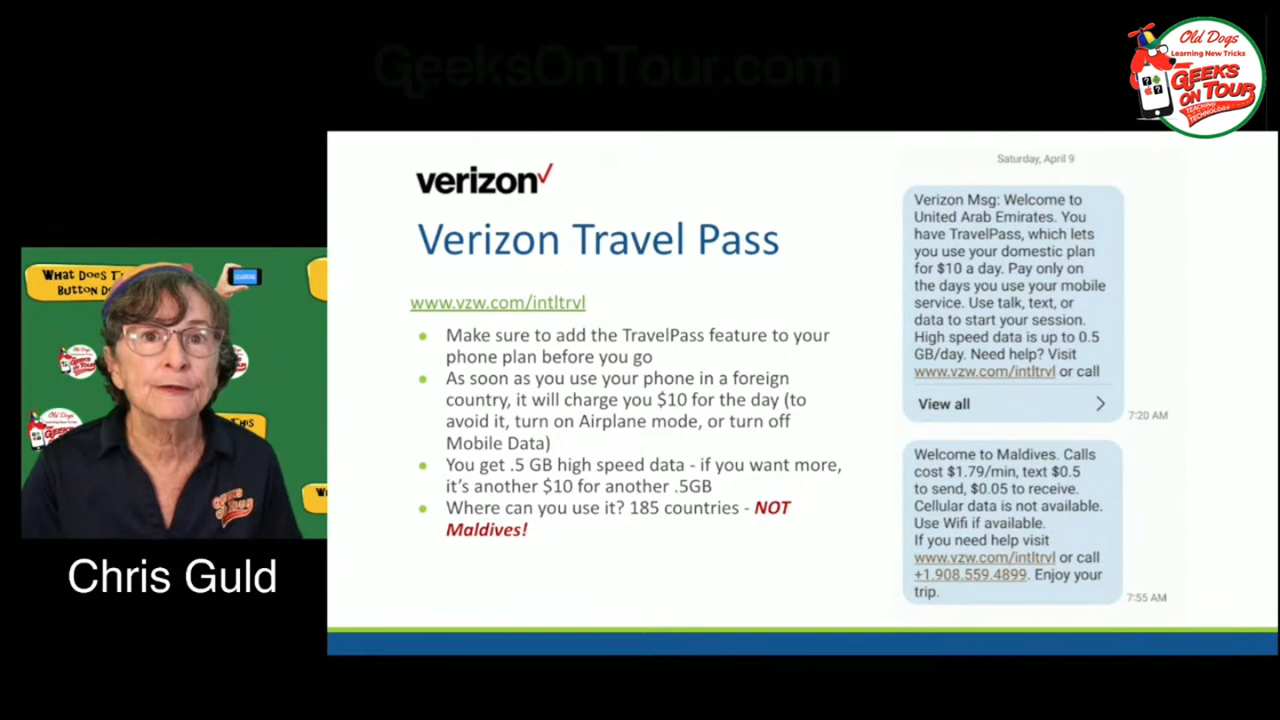 GeeksOnTour.com
Old Dogs
Learning New Tricks
GEEKS
ON TOUR
TEACHING
TECHNOLOGY
verizon
Verizon Travel Pass
www.vzw.com/intltrvl
• Make sure to add the TravelPass feature to your
phone plan before you go
• As soon as you use your phone in a foreign
country, it will charge you $10 for the day (to
avoid it, turn on Airplane mode, or turn off
Mobile Data)
• You get .5 GB high speed data - if you want more,
it's another $10 for another .5GB
• Where can you use it? 185 countries - NOT
Maldives!
Saturday, April 9
Verizon Msg: Welcome to
United Arab Emirates. You
have TravelPass, which lets
you use your domestic plan
for $10 a day. Pay only on
the days you use your mobile
service. Use talk, text, or
data to start your session.
High speed data is up to 0.5
GB/day. Need help? Visit
www.vzw.com/intltrvl or call
View all
7:20 AM
Welcome to Maldives. Calls
cost $1.79/min, text $0.5
to send, $0.05 to receive.
Cellular data is not available.
Use Wifi if available.
If you need help visit
www.vzw.com/intltrvl or call
+1.908.559.4899. Enjoy your
trip.
7:55 AM
What Does T
Button D
LEARNING
Chris Guld